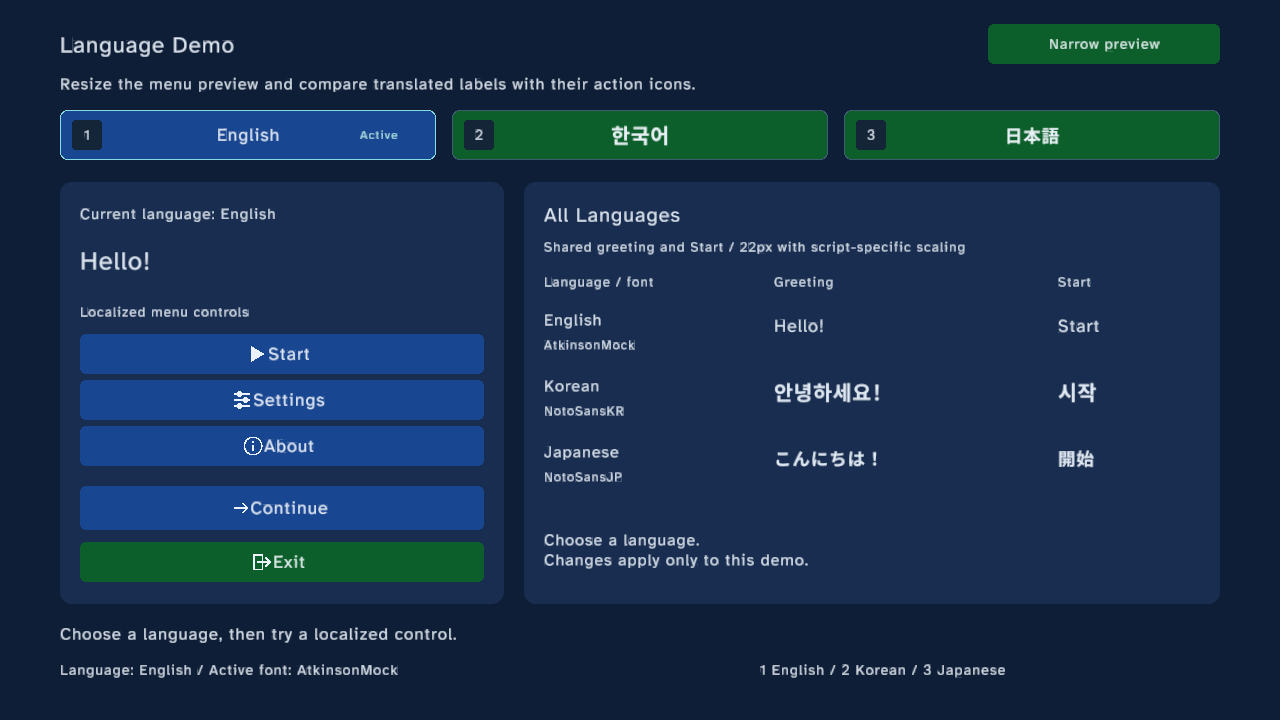 Language Demo
Narrow preview
Resize the menu preview and compare translated labels with their action icons.
1 English Active
2 한국어
3 日本語
Current language: English
Hello!
Localized menu controls
Start
Settings
About
Continue
Exit
All Languages
Shared greeting and Start / 22px with script-specific scaling
Language / font Greeting Start
English Hello! Start
AtkinsonMock
Korean 안녕하세요! 시작
NotoSansKR
Japanese こんにちは！ 開始
NotoSansJP
Choose a language.
Changes apply only to this demo.
Choose a language, then try a localized control.
Language: English / Active font: AtkinsonMock
1 English / 2 Korean / 3 Japanese